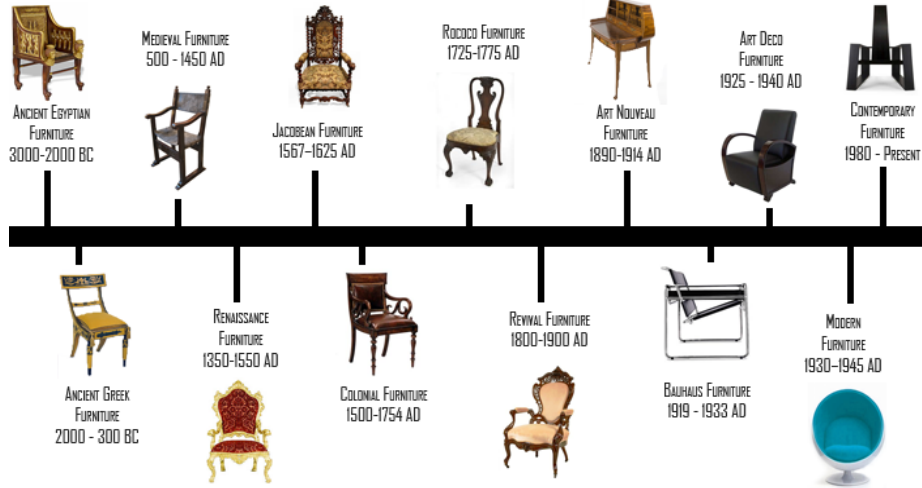 Ancient Egyptian
Furniture
3000-2000 BC
Medieval Furniture
500 - 1450 AD
Jacobean Furniture
1567–1625 AD
Rococo Furniture
1725-1775 AD
Art Nouveau
Furniture
1890-1914 AD
Art Deco
Furniture
1925 - 1940 AD
Contemporary
Furniture
1980 - Present
Ancient Greek
Furniture
2000 - 300 BC
Renaissance
Furniture
1350-1550 AD
Colonial Furniture
1500-1754 AD
Revival Furniture
1800-1900 AD
Bauhaus Furniture
1919 - 1933 AD
Modern
Furniture
1930–1945 AD